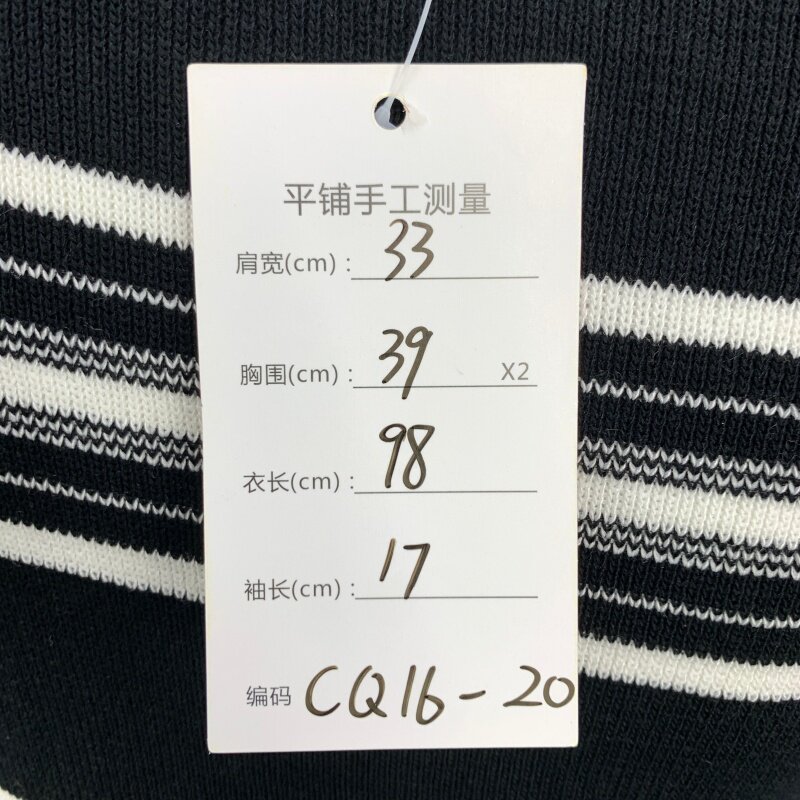 平铺手工测量
肩宽(cm)：33
胸围(cm)：39 X2
衣长(cm)：98
袖长(cm)：17
编码 CQ16-20